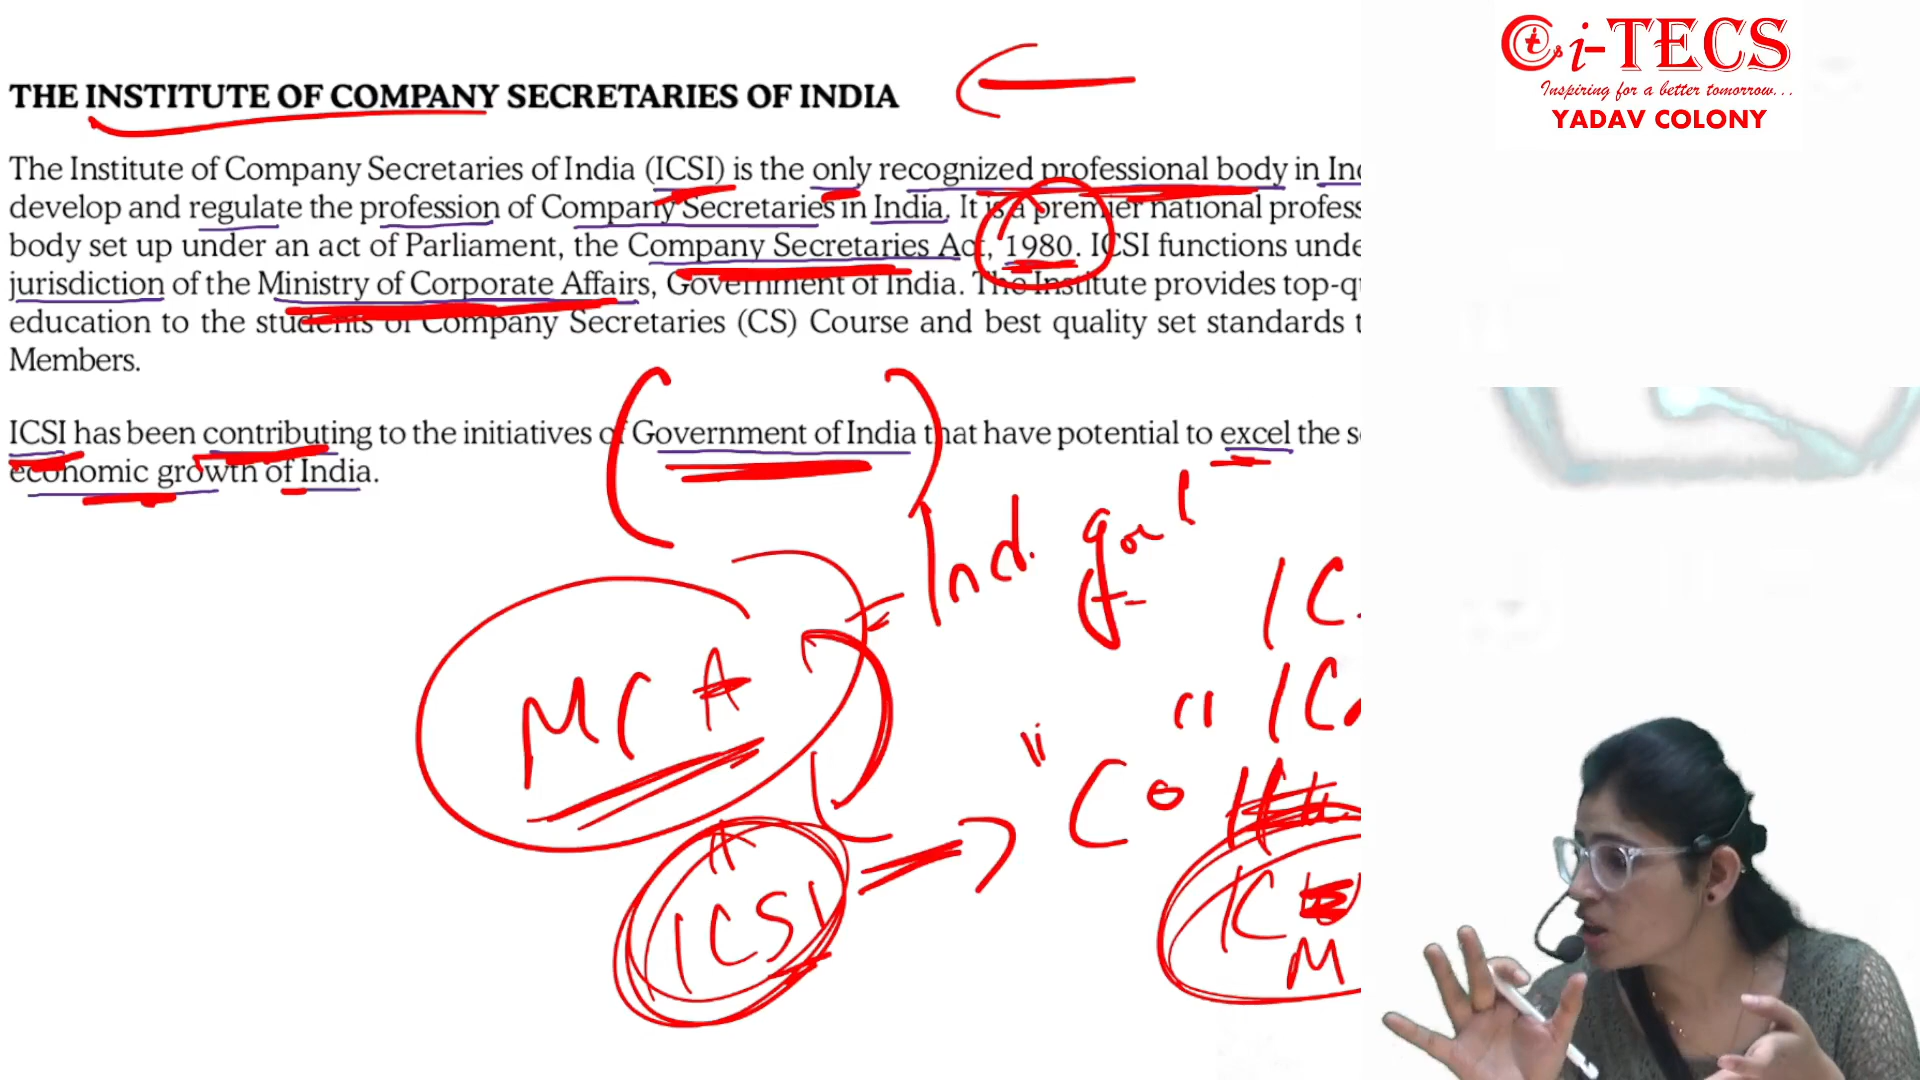 THE INSTITUTE OF COMPANY SECRETARIES OF INDIA
The Institute of Company Secretaries of India (ICSI) is the only recognized professional body in
develop and regulate the profession of Company Secretaries in India. It is a premier national
body set up under an act of Parliament, the Company Secretaries Act, 1980. ICSI functions
jurisdiction of the Ministry of Corporate Affairs, Government of India. The Institute provides
education to the students of Company Secretaries (CS) Course and best quality set standards
Members.
ICSI has been contributing to the initiatives of Government of India that have potential to excel the
economic growth of India.
Ind.
MCA
ICSI
i-TECS
Inspiring for a better tomorrow...
YADAV COLONY